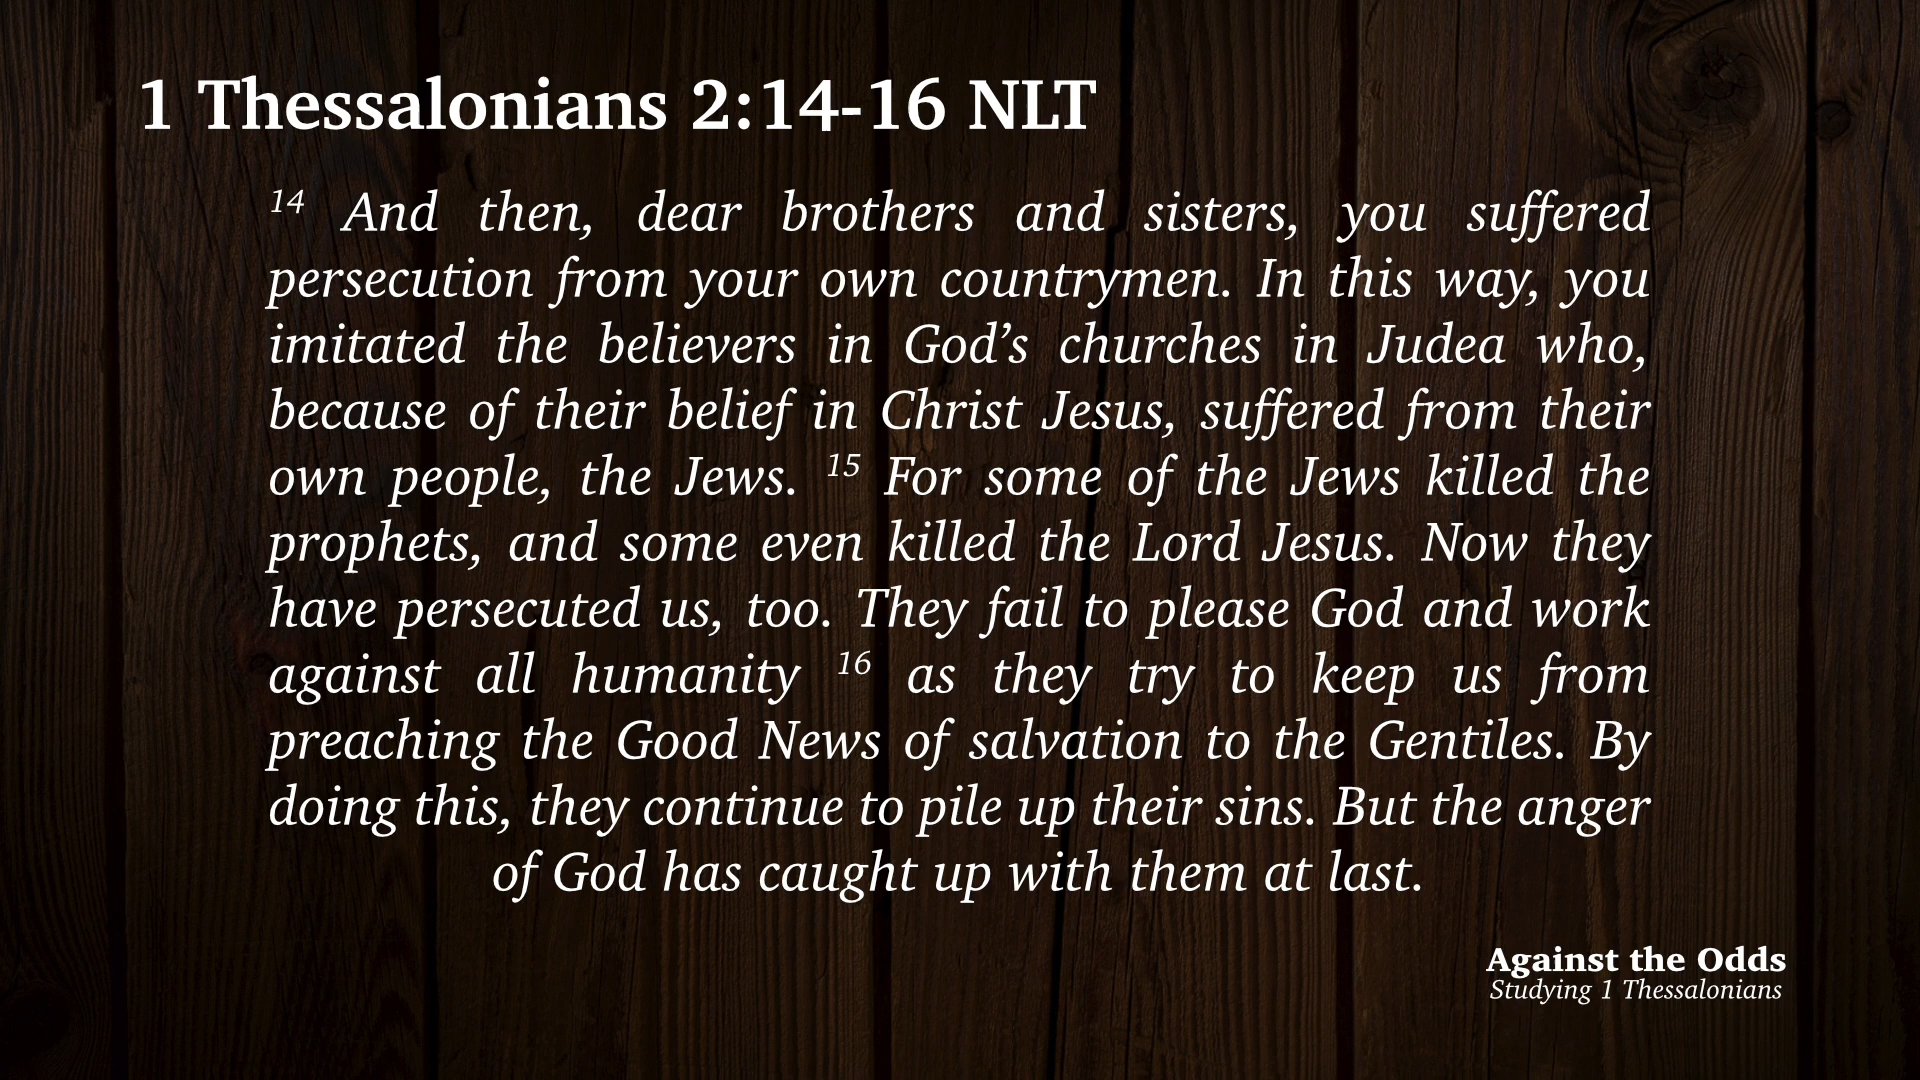 1 Thessalonians 2:14-16 NLT
14 And then, dear brothers and sisters, you suffered
persecution from your own countrymen. In this way, you
imitated the believers in God’s churches in Judea who,
because of their belief in Christ Jesus, suffered from their
own people, the Jews. 15 For some of the Jews killed the
prophets, and some even killed the Lord Jesus. Now they
have persecuted us, too. They fail to please God and work
against all humanity 16 as they try to keep us from
preaching the Good News of salvation to the Gentiles. By
doing this, they continue to pile up their sins. But the anger
of God has caught up with them at last.
Against the Odds
Studying 1 Thessalonians